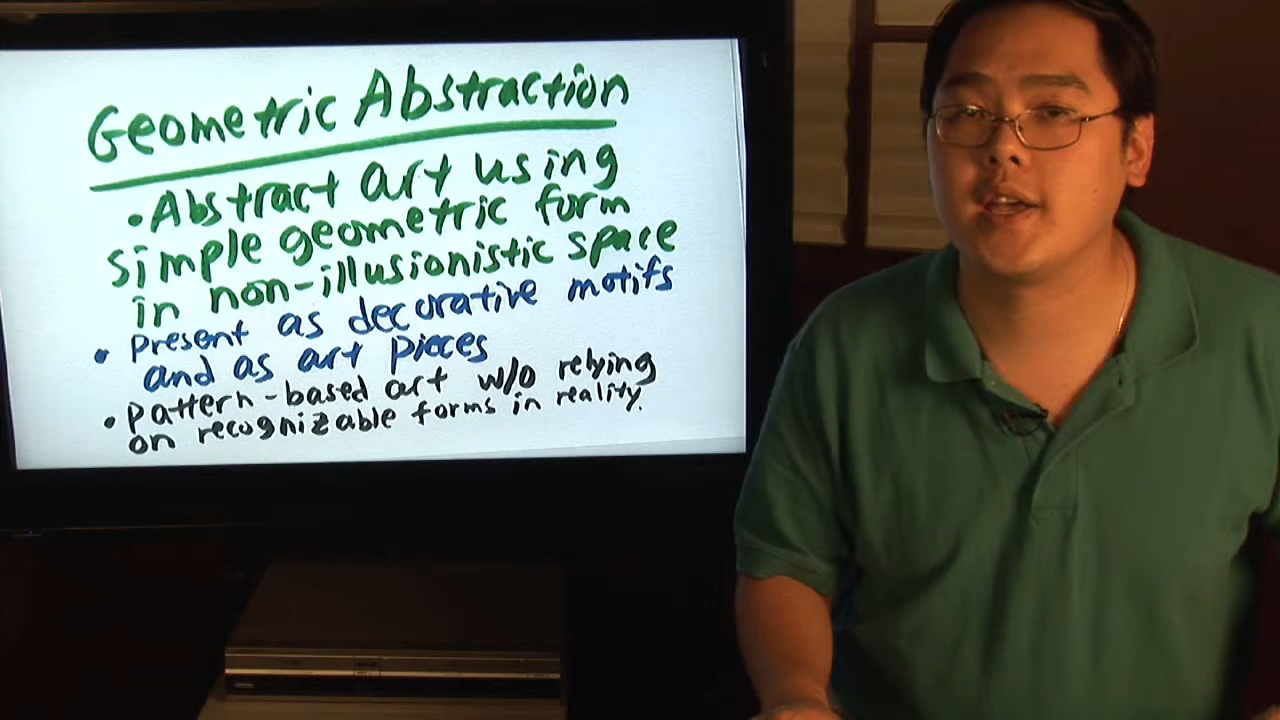 Geometric Abstraction
• Abstract art using
simple geometric form
in non-illusionistic space
• Present as decorative motifs
and as art pieces
• Pattern-based art w/o relying
on recognizable forms in reality.